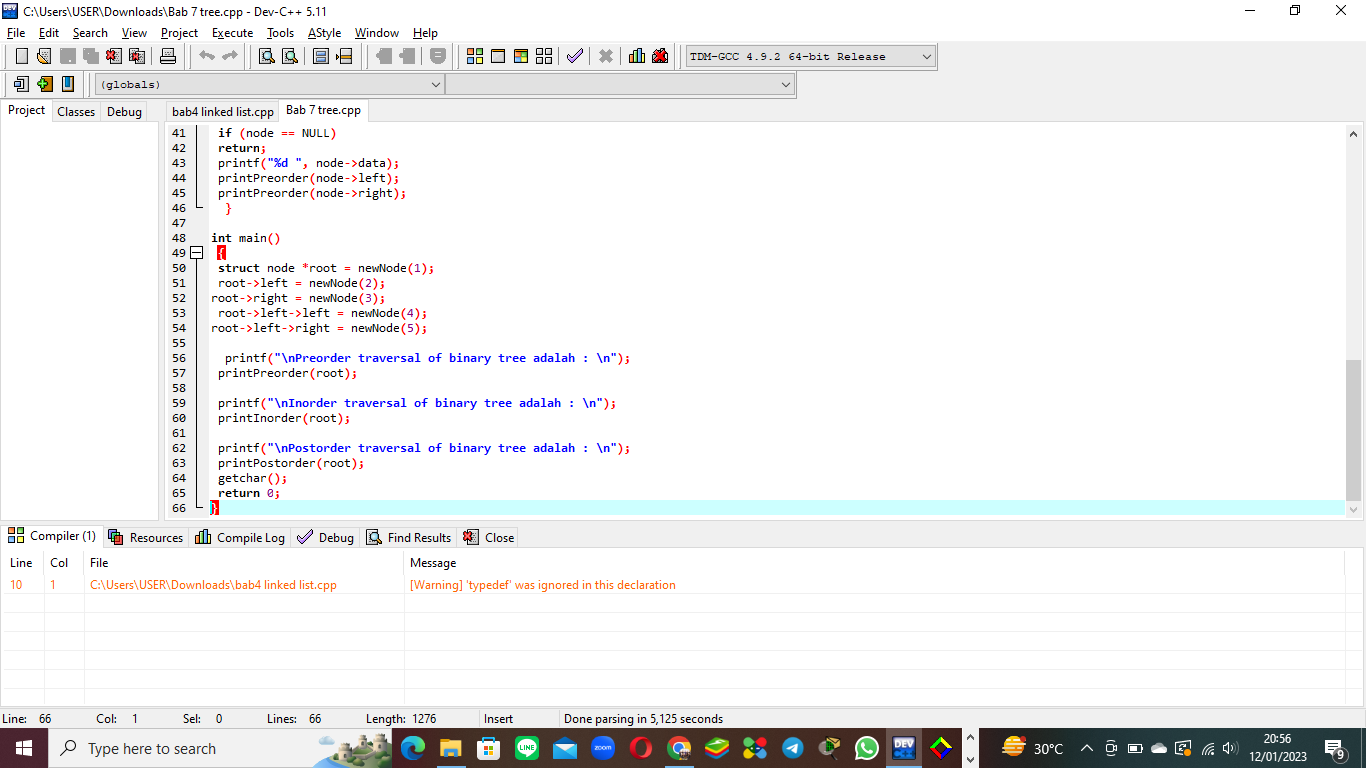 C:\Users\USER\Downloads\Bab 7 tree.cpp - Dev-C++ 5.11
File Edit Search View Project Execute Tools AStyle Window Help
TDM-GCC 4.9.2 64-bit Release
(globals)
Project Classes Debug bab4 linked list.cpp Bab 7 tree.cpp
41 if (node == NULL)
42 return;
43 printf("%d ", node->data);
44 printPreorder(node->left);
45 printPreorder(node->right);
46 }
47
48 int main()
49 {
50 struct node *root = newNode(1);
51 root->left = newNode(2);
52 root->right = newNode(3);
53 root->left->left = newNode(4);
54 root->left->right = newNode(5);
55
56 printf("\nPreorder traversal of binary tree adalah : \n");
57 printPreorder(root);
58
59 printf("\nInorder traversal of binary tree adalah : \n");
60 printInorder(root);
61
62 printf("\nPostorder traversal of binary tree adalah : \n");
63 printPostorder(root);
64 getchar();
65 return 0;
66 }
Compiler (1) Resources Compile Log Debug Find Results Close
Line Col File Message
10 1 C:\Users\USER\Downloads\bab4 linked list.cpp [Warning] 'typedef' was ignored in this declaration
Line: 66 Col: 1 Sel: 0 Lines: 66 Length: 1276 Insert Done parsing in 5,125 seconds
Type here to search LINE zoom DEV 30°C 20:56
12/01/2023 9